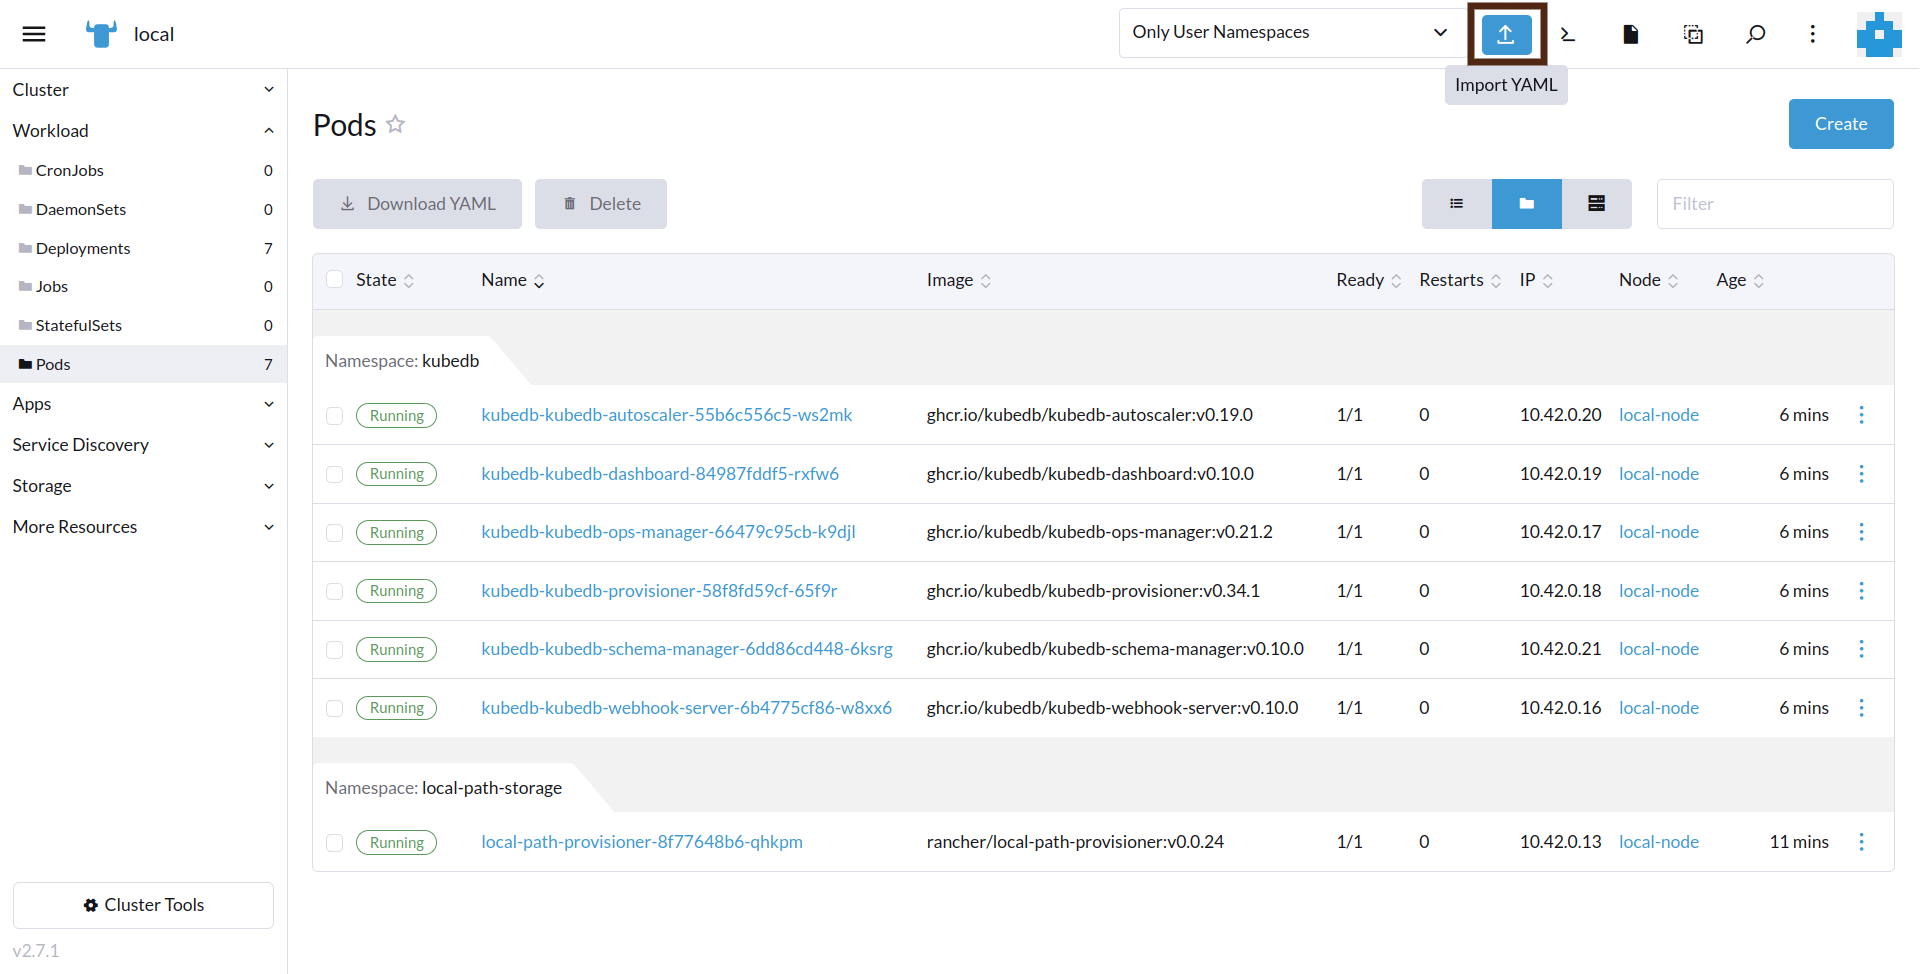 local
Only User Namespaces
Import YAML
Cluster
Workload
CronJobs 0
DaemonSets 0
Deployments 7
Jobs 0
StatefulSets 0
Pods 7
Apps
Service Discovery
Storage
More Resources
Cluster Tools
v2.7.1
Pods
Create
Download YAML Delete
Filter
State Name Image Ready Restarts IP Node Age
Namespace: kubedb
Running kubedb-kubedb-autoscaler-55b6c556c5-ws2mk ghcr.io/kubedb/kubedb-autoscaler:v0.19.0 1/1 0 10.42.0.20 local-node 6 mins
Running kubedb-kubedb-dashboard-84987fddf5-rxfw6 ghcr.io/kubedb/kubedb-dashboard:v0.10.0 1/1 0 10.42.0.19 local-node 6 mins
Running kubedb-kubedb-ops-manager-66479c95cb-k9djl ghcr.io/kubedb/kubedb-ops-manager:v0.21.2 1/1 0 10.42.0.17 local-node 6 mins
Running kubedb-kubedb-provisioner-58f8fd59cf-65f9r ghcr.io/kubedb/kubedb-provisioner:v0.34.1 1/1 0 10.42.0.18 local-node 6 mins
Running kubedb-kubedb-schema-manager-6dd86cd448-6ksrg ghcr.io/kubedb/kubedb-schema-manager:v0.10.0 1/1 0 10.42.0.21 local-node 6 mins
Running kubedb-kubedb-webhook-server-6b4775cf86-w8xx6 ghcr.io/kubedb/kubedb-webhook-server:v0.10.0 1/1 0 10.42.0.16 local-node 6 mins
Namespace: local-path-storage
Running local-path-provisioner-8f77648b6-qhkpm rancher/local-path-provisioner:v0.0.24 1/1 0 10.42.0.13 local-node 11 mins